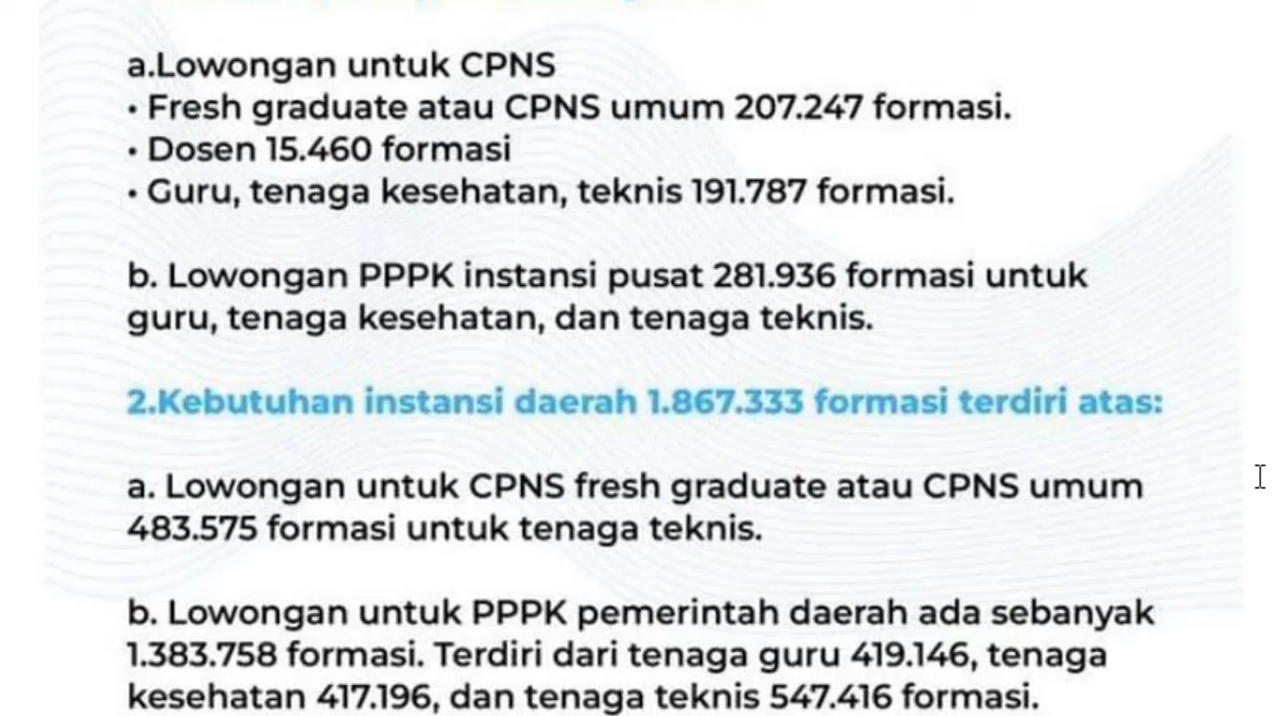 a.Lowongan untuk CPNS
• Fresh graduate atau CPNS umum 207.247 formasi.
• Dosen 15.460 formasi
• Guru, tenaga kesehatan, teknis 191.787 formasi.
b. Lowongan PPPK instansi pusat 281.936 formasi untuk
guru, tenaga kesehatan, dan tenaga teknis.
2.Kebutuhan instansi daerah 1.867.333 formasi terdiri atas:
a. Lowongan untuk CPNS fresh graduate atau CPNS umum
483.575 formasi untuk tenaga teknis.
b. Lowongan untuk PPPK pemerintah daerah ada sebanyak
1.383.758 formasi. Terdiri dari tenaga guru 419.146, tenaga
kesehatan 417.196, dan tenaga teknis 547.416 formasi.